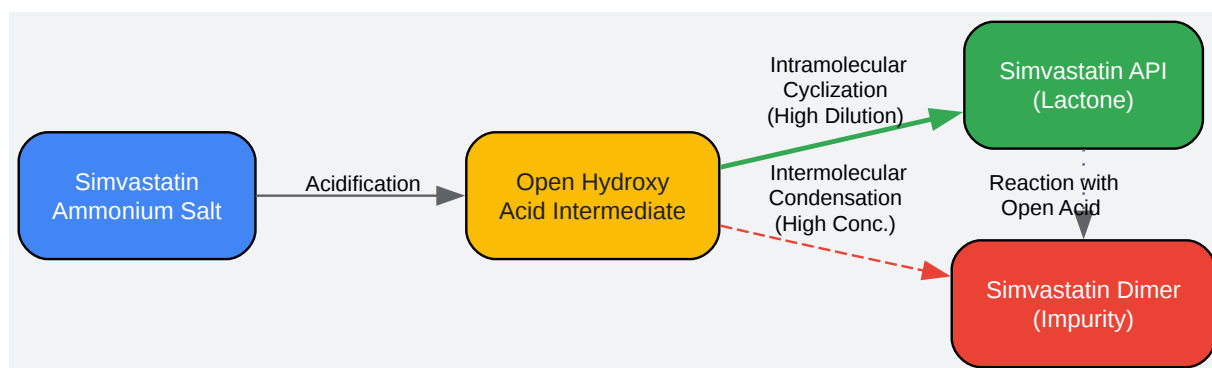 Simvastatin
Ammonium Salt
Acidification
Open Hydroxy
Acid Intermediate
Intramolecular
Cyclization
(High Dilution)
Intermolecular
Condensation
(High Conc.)
Simvastatin API
(Lactone)
Reaction with
Open Acid
Simvastatin Dimer
(Impurity)